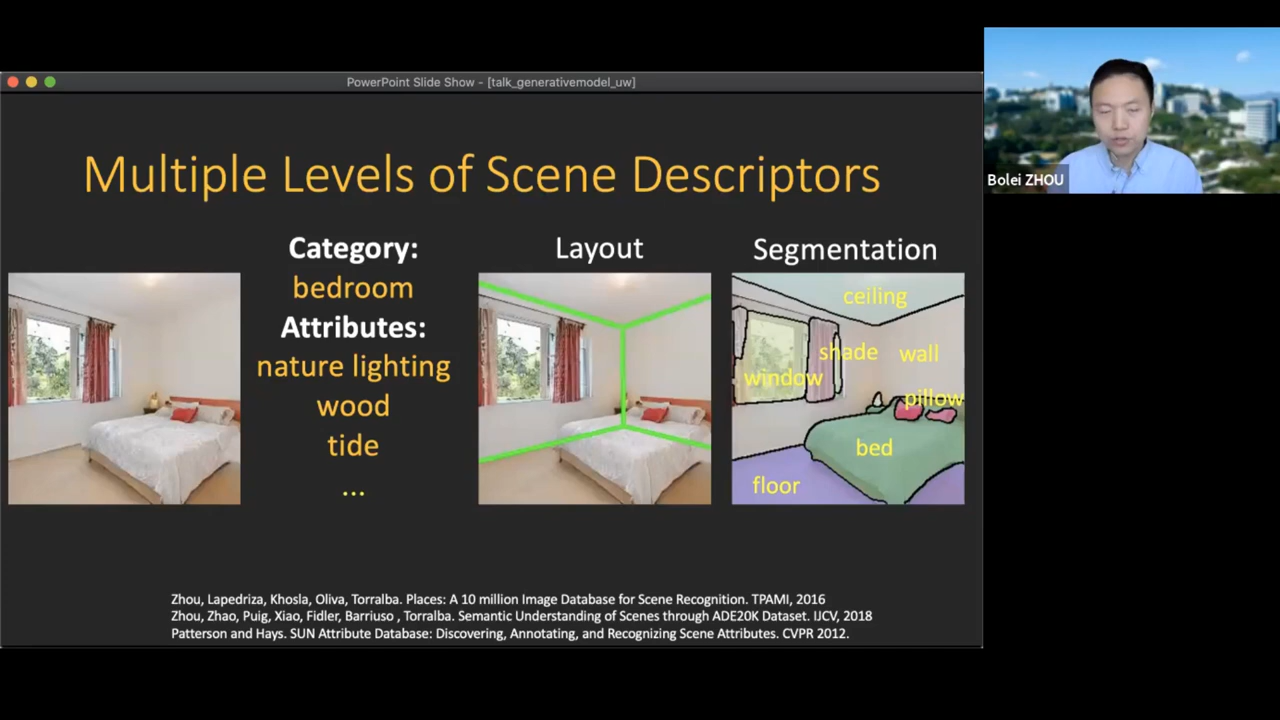 PowerPoint Slide Show - [talk_generativemodel_uw]
Multiple Levels of Scene Descriptors
Category:
bedroom
Attributes:
nature lighting
wood
tide
...
Layout
Segmentation
ceiling
shade
wall
window
pillow
bed
floor
Zhou, Lapedriza, Khosla, Oliva, Torralba. Places: A 10 million Image Database for Scene Recognition. TPAMI, 2016
Zhou, Zhao, Puig, Xiao, Fidler, Barriuso , Torralba. Semantic Understanding of Scenes through ADE20K Dataset. IJCV, 2018
Patterson and Hays. SUN Attribute Database: Discovering, Annotating, and Recognizing Scene Attributes. CVPR 2012.
Bolei ZHOU